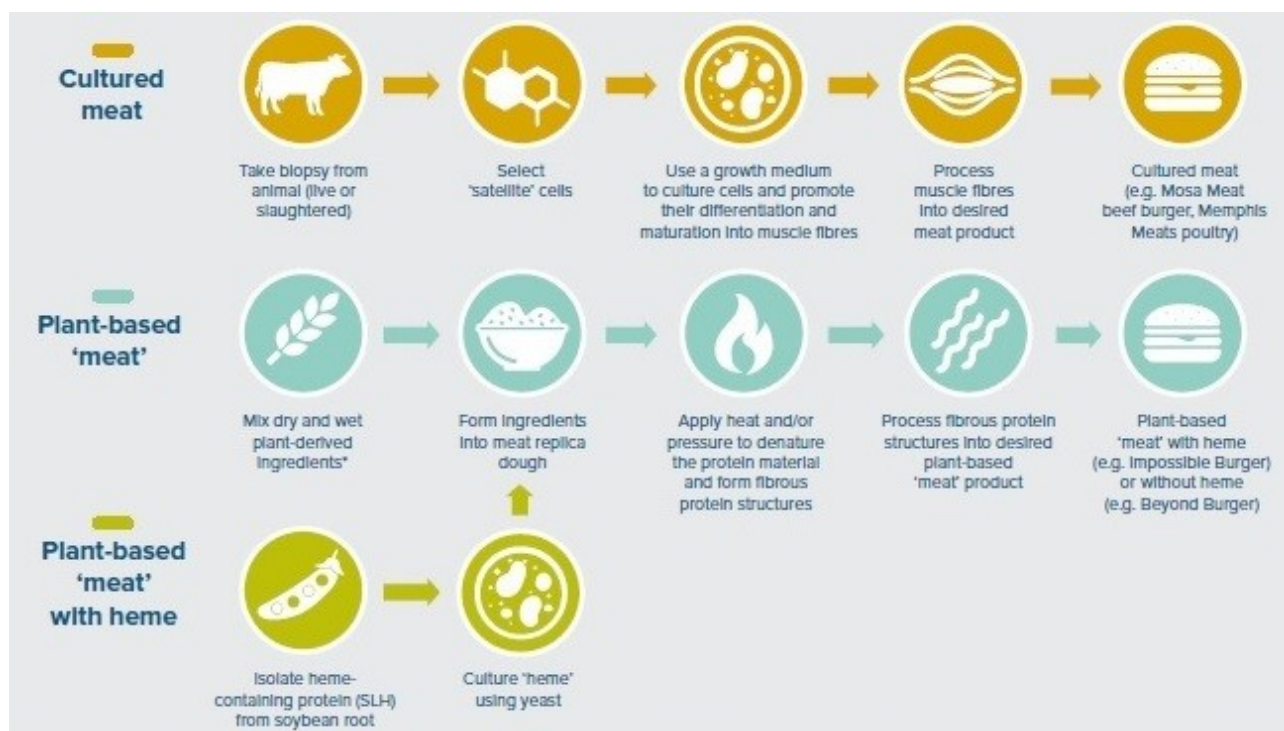 Cultured
meat
Take biopsy from
animal (live or
slaughtered)
Select
'satellite' cells
Use a growth medium
to culture cells and promote
their differentiation and
maturation into muscle fibres
Process
muscle fibres
into desired
meat product
Cultured meat
(e.g. Mosa Meat
beef burger, Memphis
Meats poultry)
Plant-based
'meat'
Mix dry and wet
plant-derived
ingredients*
Form ingredients
into meat replica
dough
Apply heat and/or
pressure to denature
the protein material
and form fibrous
protein structures
Process fibrous protein
structures into desired
plant-based
'meat' product
Plant-based
'meat' with heme
(e.g. Impossible Burger)
or without heme
(e.g. Beyond Burger)
Plant-based
'meat'
with heme
Isolate heme-
containing protein (SLH)
from soybean root
Culture 'heme'
using yeast